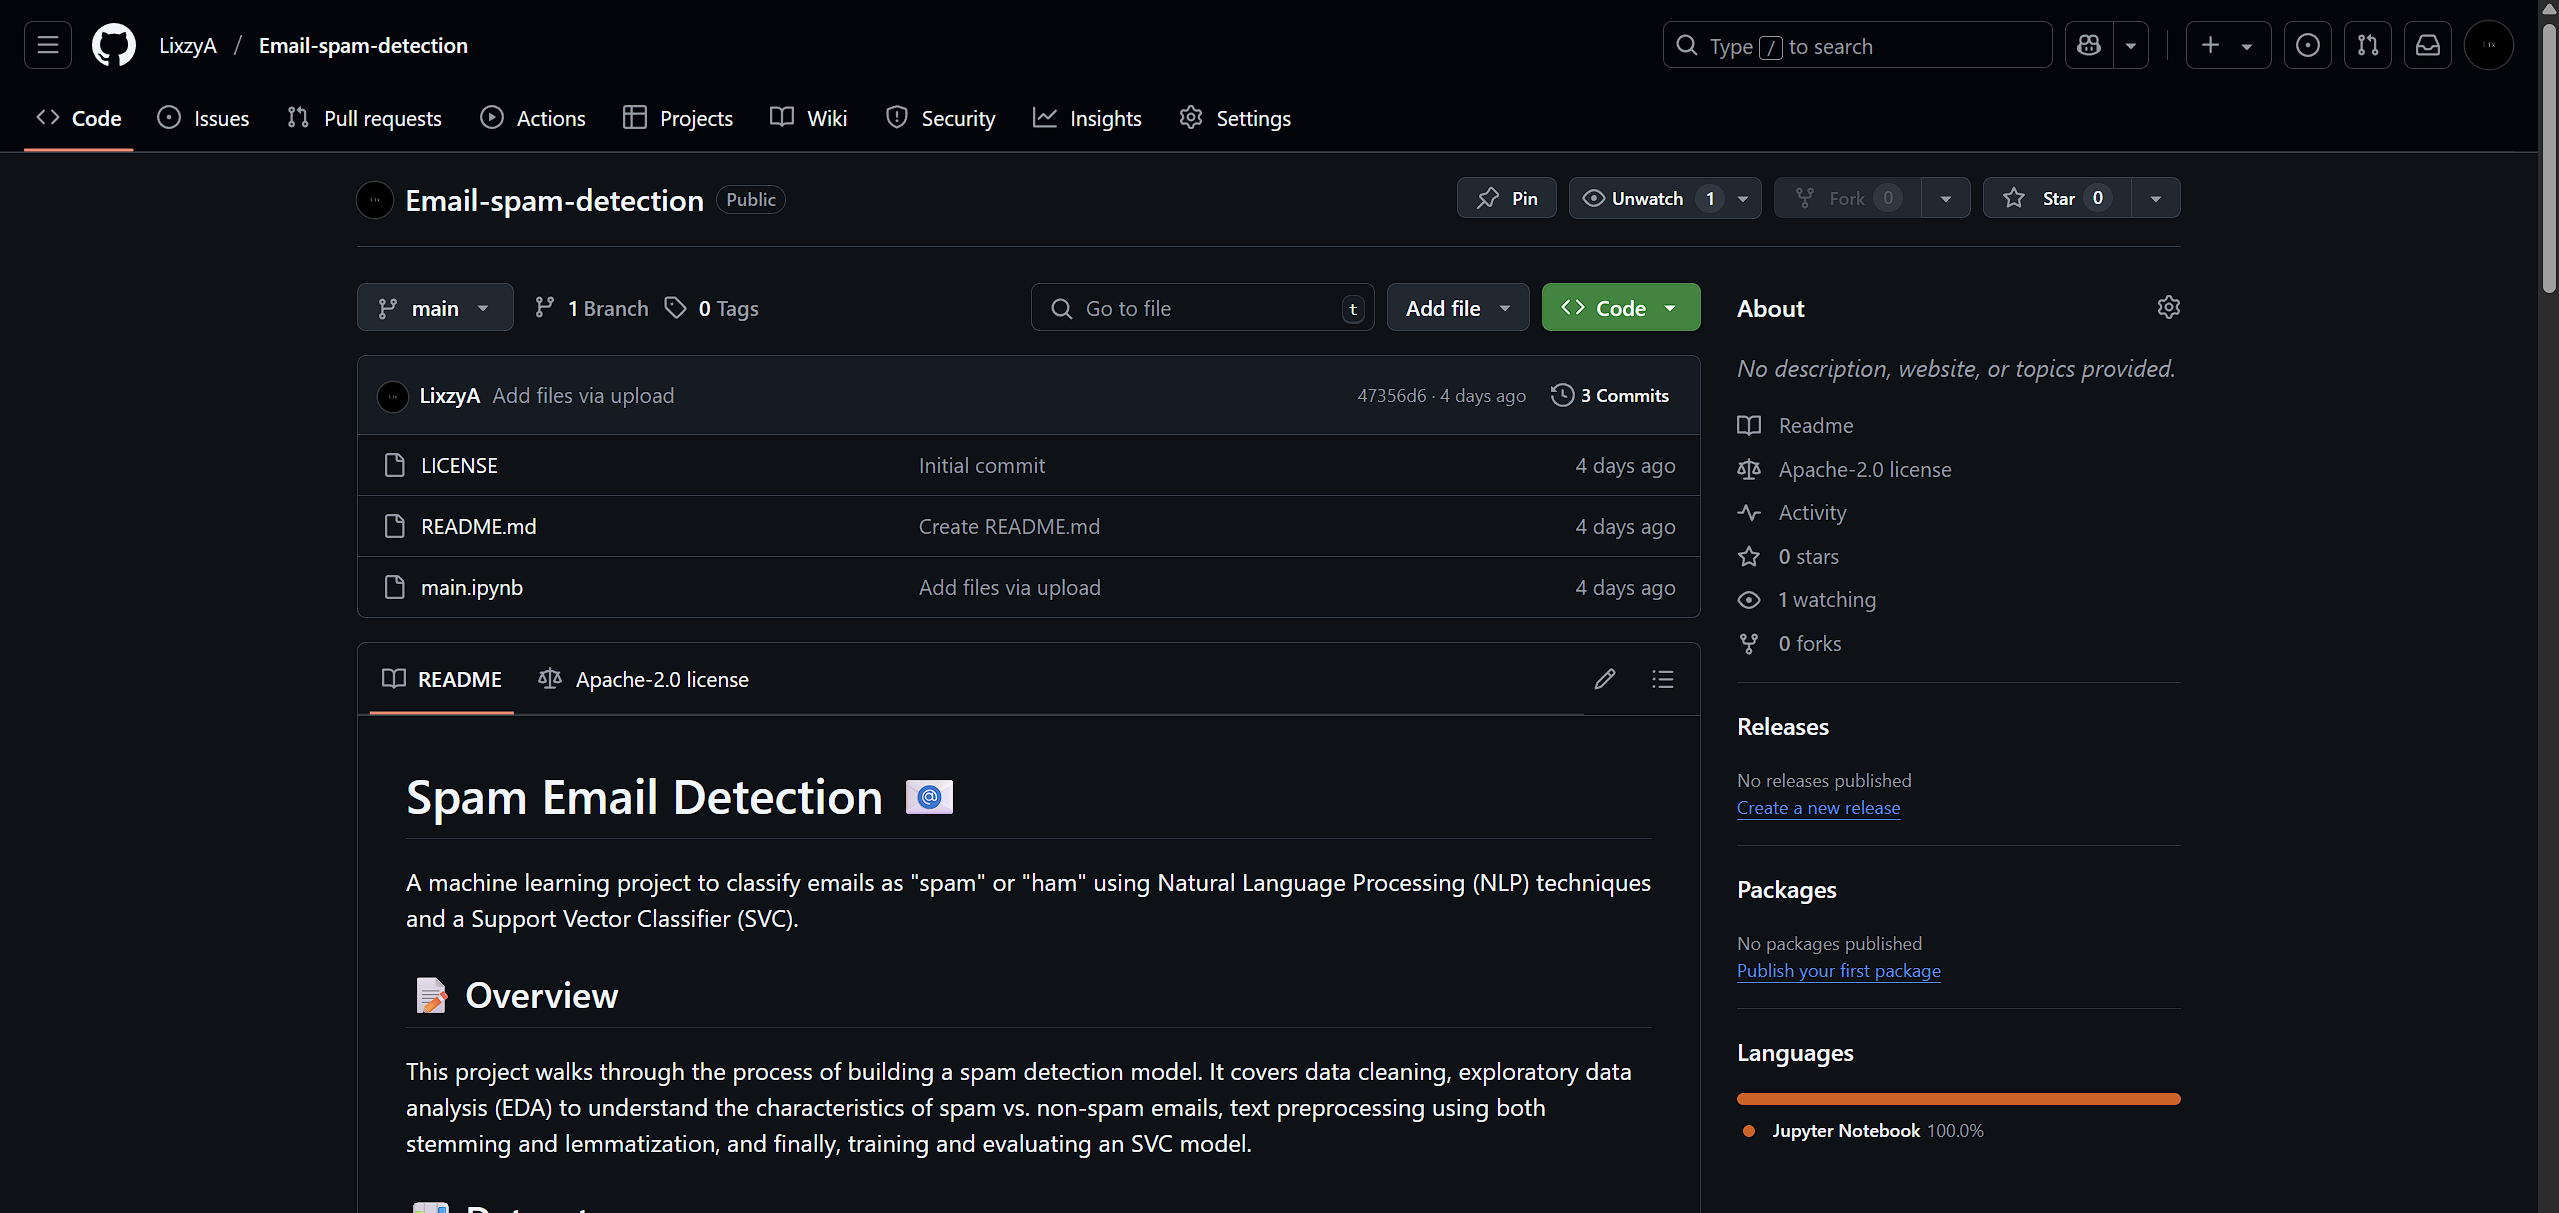 LixzyA / Email-spam-detection
Type / to search
Code Issues Pull requests Actions Projects Wiki Security Insights Settings
Email-spam-detection Public
Pin Unwatch 1 Fork 0 Star 0
main 1 Branch 0 Tags Go to file t Add file Code
LixzyA Add files via upload 47356d6 · 4 days ago 3 Commits
LICENSE Initial commit 4 days ago
README.md Create README.md 4 days ago
main.ipynb Add files via upload 4 days ago
README Apache-2.0 license
Spam Email Detection
A machine learning project to classify emails as "spam" or "ham" using Natural Language Processing (NLP) techniques
and a Support Vector Classifier (SVC).
Overview
This project walks through the process of building a spam detection model. It covers data cleaning, exploratory data
analysis (EDA) to understand the characteristics of spam vs. non-spam emails, text preprocessing using both
stemming and lemmatization, and finally, training and evaluating an SVC model.
About
No description, website, or topics provided.
Readme
Apache-2.0 license
Activity
0 stars
1 watching
0 forks
Releases
No releases published
Create a new release
Packages
No packages published
Publish your first package
Languages
Jupyter Notebook 100.0%